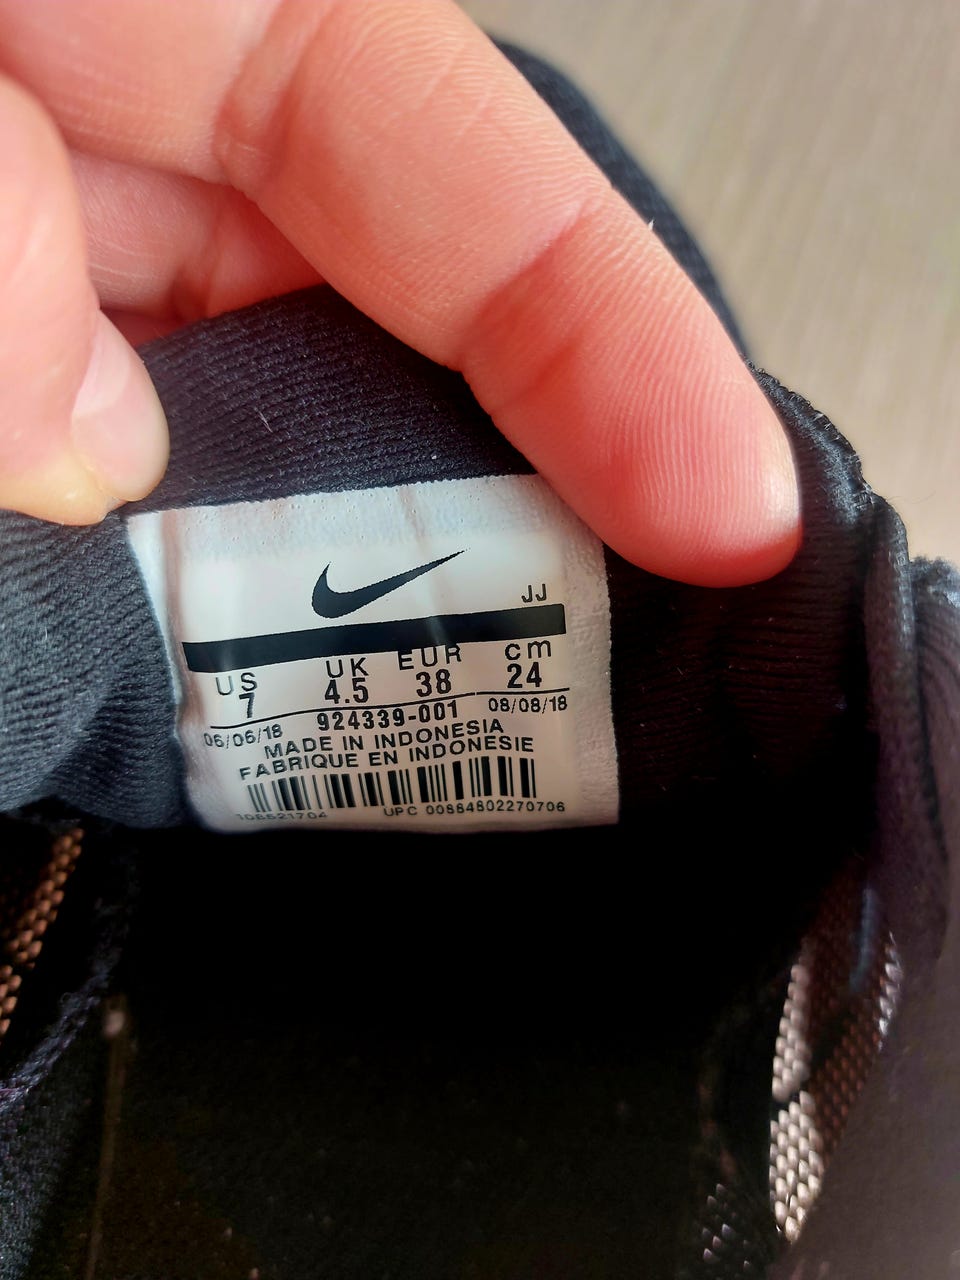 JJ
US UK EUR cm
7 4.5 38 24
06/06/18 924339-001 08/08/18
MADE IN INDONESIA
FABRIQUE EN INDONESIE
UPC 00884802270706